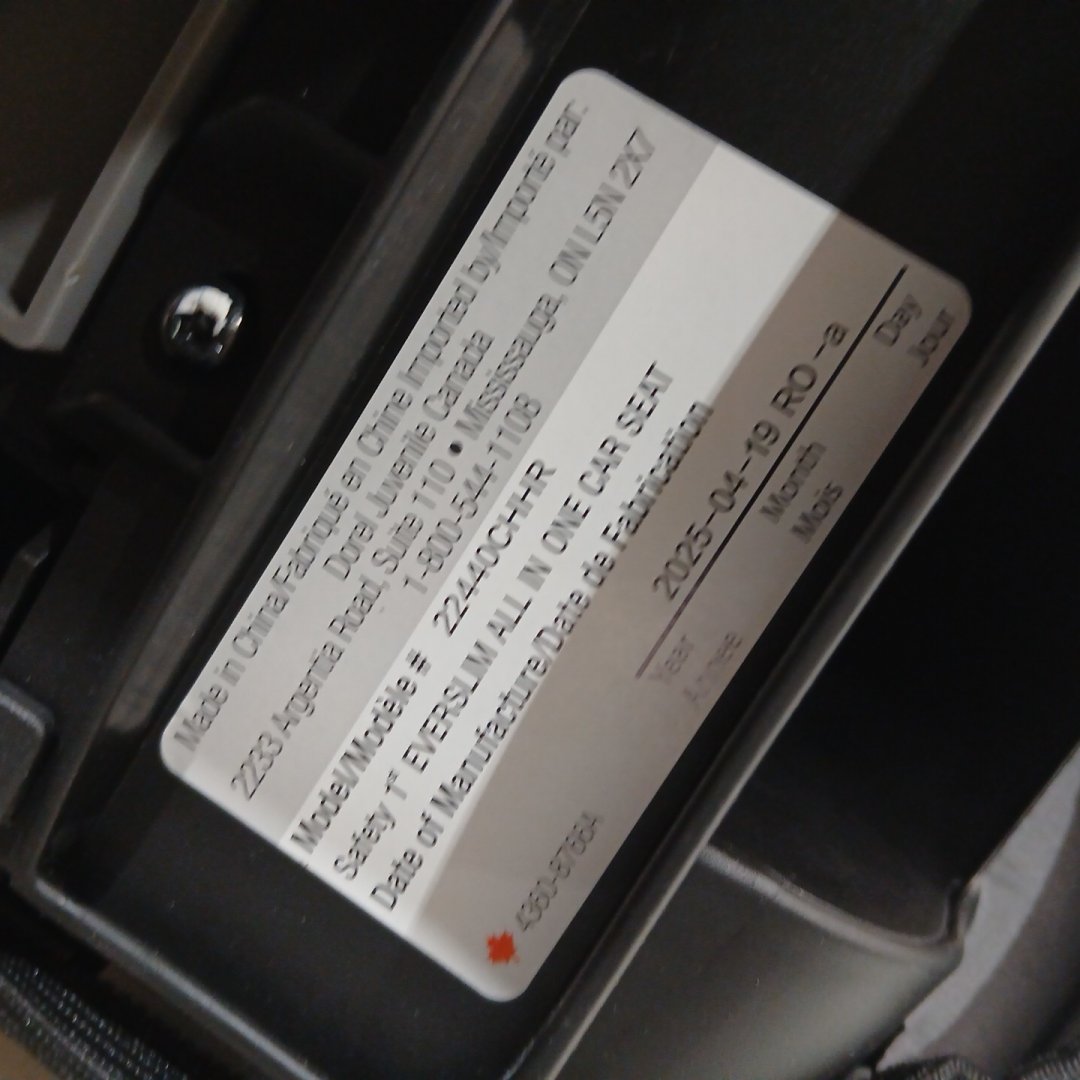 Made in China/Fabriqué en Chine Imported by/Importé par:
Dorel Juvenile Canada
2233 Argentia Road, Suite 110 • Mississauga, ON L5N 2X7
1-800-544-1108
Model/Modèle # 22440CHHR
Safety 1st EVERSLIM ALL IN ONE CAR SEAT
Date of Manufacture/Date de Fabrication
2025-04-19 RO-a
Year Month Day
Année Mois Jour
4360-8766A